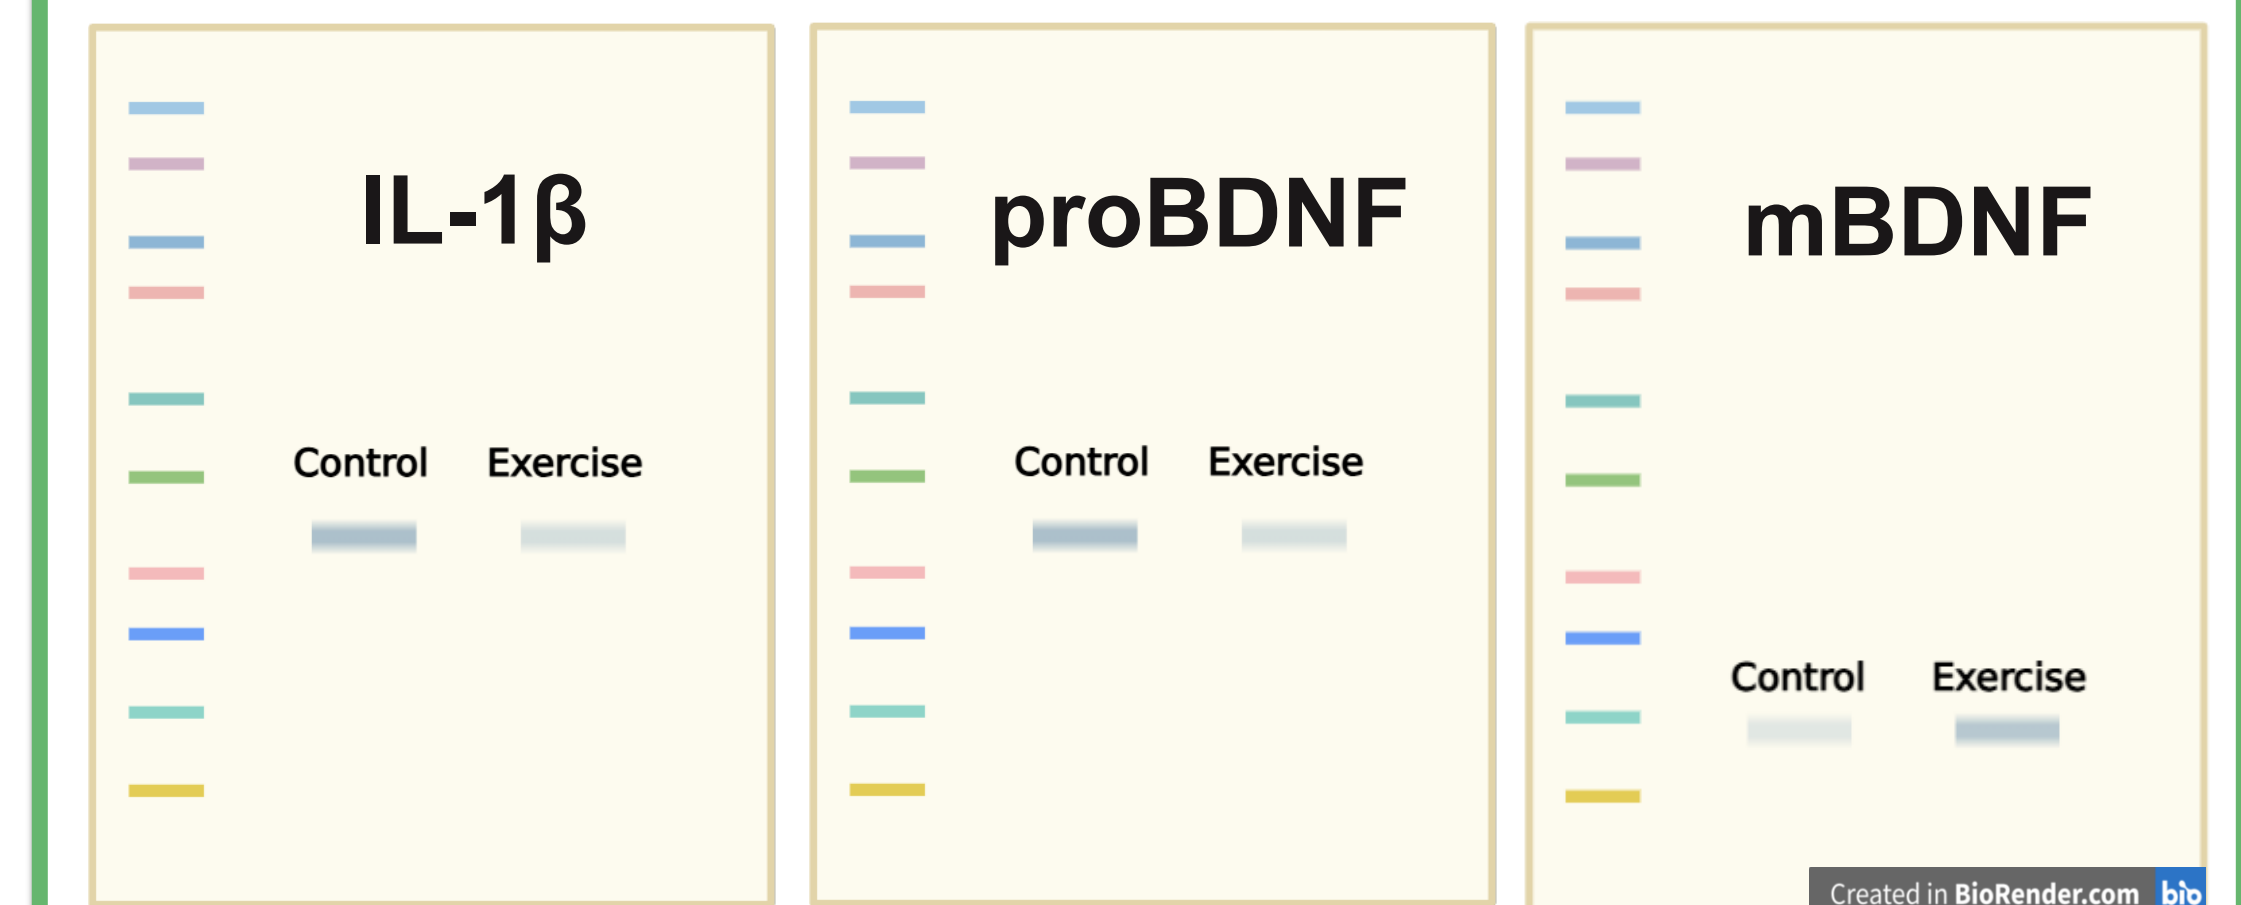 IL-1β
Control Exercise
proBDNF
Control Exercise
mBDNF
Control Exercise
Created in BioRender.com bio